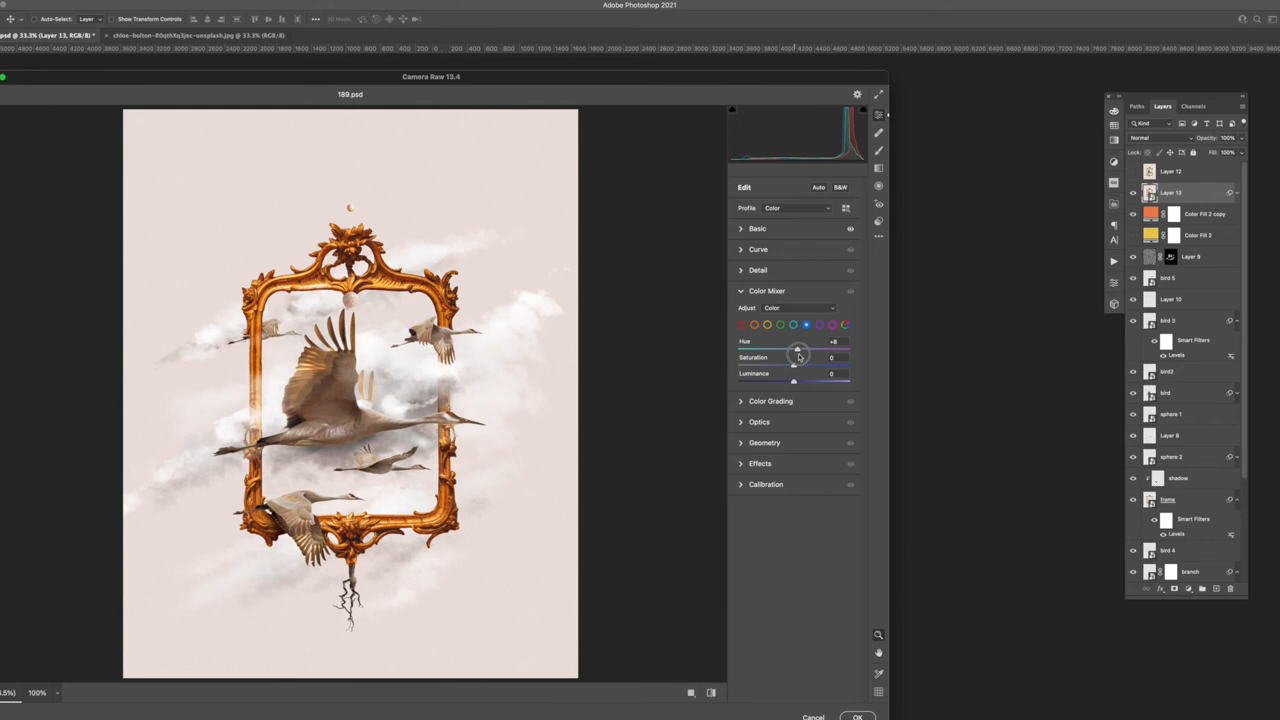 Adobe Photoshop 2021
Auto-Select: Layer Show Transform Controls 3D Mode:
psd @ 33.3% (Layer 13, RGB/8) * × chloe-bolton-R0qthXq3jec-unsplash.jpg @ 33.3% (RGB/8)
Camera Raw 13.4
189.psd
Edit Auto B&W
Profile Color
Basic
Curve
Detail
Color Mixer
Adjust Color
Hue +8
Saturation 0
Luminance 0
Color Grading
Optics
Geometry
Effects
Calibration
100%
Cancel OK
Paths Layers Channels
Kind
Normal Opacity: 100%
Lock: Fill: 100%
Layer 12
Layer 13
Color Fill 2 copy
Color Fill 2
Layer 9
bird 5
Layer 10
bird 3
Smart Filters
Levels
bird2
bird
sphere 1
Layer 8
sphere 2
shadow
frame
Smart Filters
Levels
bird 4
branch